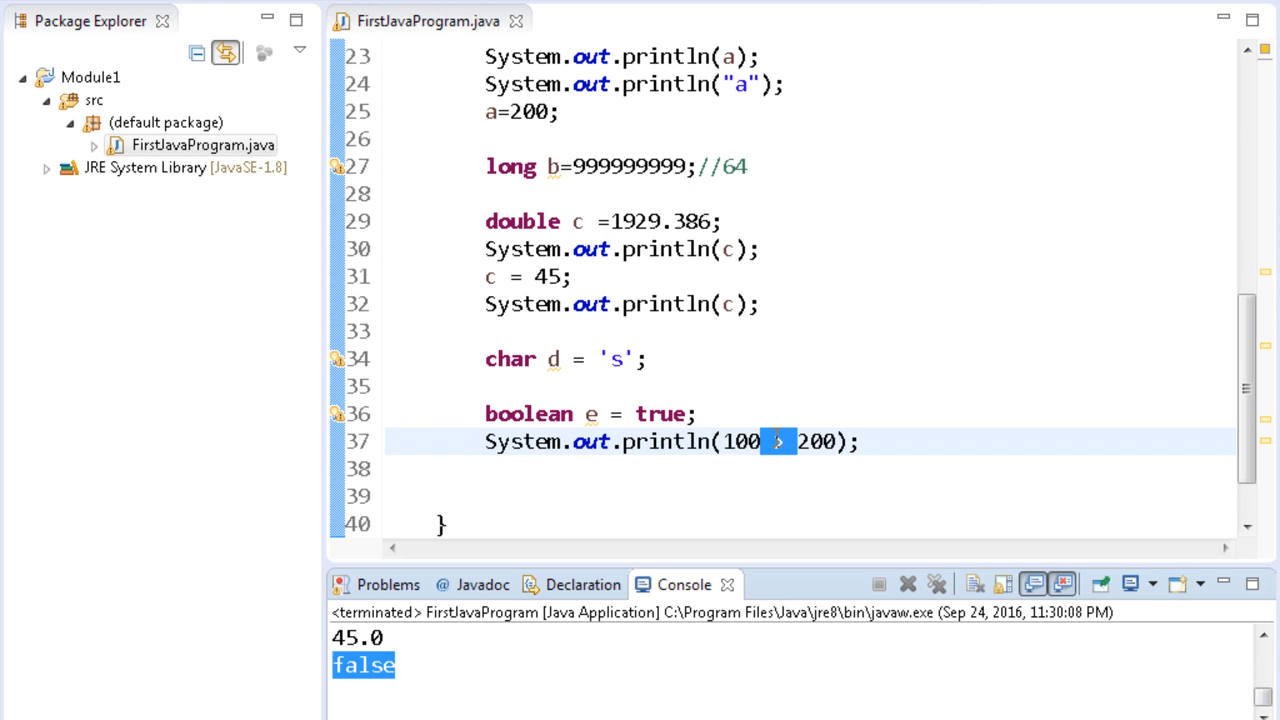 Package Explorer
Module1
src
(default package)
FirstJavaProgram.java
JRE System Library [JavaSE-1.8]
FirstJavaProgram.java
23 System.out.println(a);
24 System.out.println("a");
25 a=200;
26
27 long b=999999999;//64
28
29 double c =1929.386;
30 System.out.println(c);
31 c = 45;
32 System.out.println(c);
33
34 char d = 's';
35
36 boolean e = true;
37 System.out.println(100 > 200);
38
39
40 }
Problems @ Javadoc Declaration Console
<terminated> FirstJavaProgram [Java Application] C:\Program Files\Java\jre8\bin\javaw.exe (Sep 24, 2016, 11:30:08 PM)
45.0
false